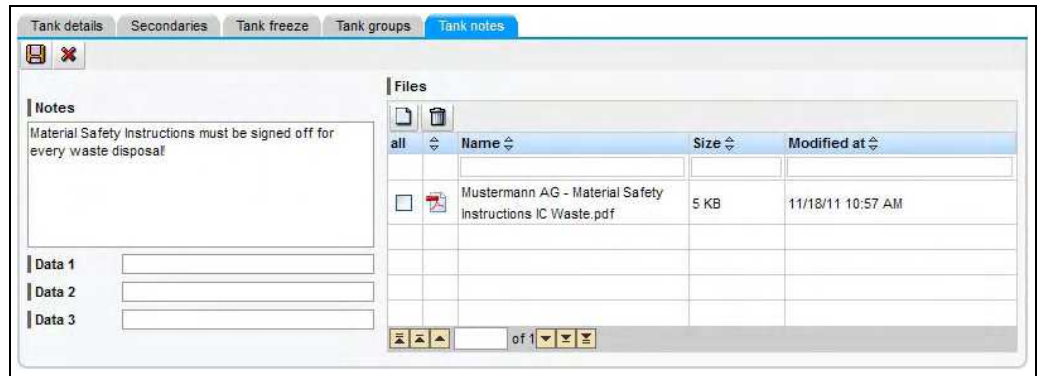 Tank details Secondaries Tank freeze Tank groups Tank notes
Notes
Material Safety Instructions must be signed off for
every waste disposal!
Data 1
Data 2
Data 3
Files
all Name Size Modified at
Mustermann AG - Material Safety
Instructions IC Waste.pdf
5 KB
11/18/11 10:57 AM
of 1